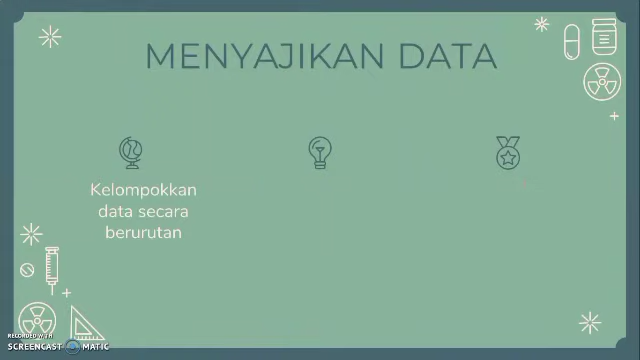 MENYAJIKAN DATA
Kelompokkan
data secara
berurutan
RECORDED WITH
SCREENCAST MATIC